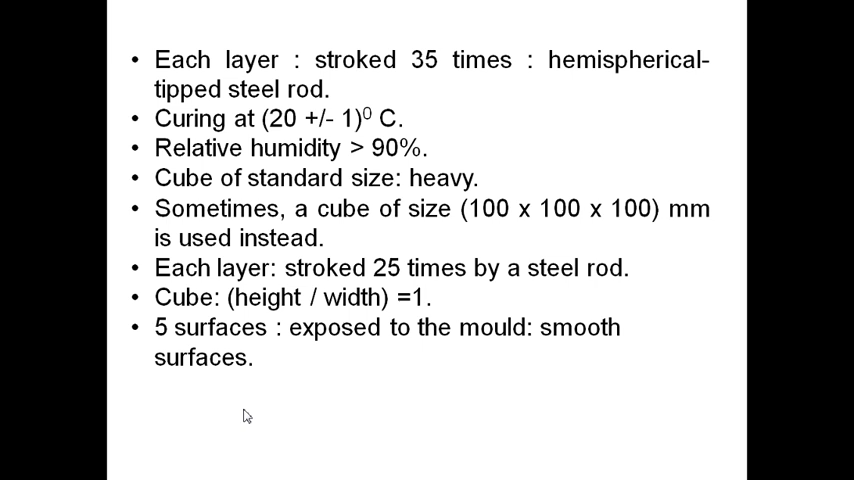 • Each layer : stroked 35 times : hemispherical-
tipped steel rod.
• Curing at (20 +/- 1)⁰ C.
• Relative humidity > 90%.
• Cube of standard size: heavy.
• Sometimes, a cube of size (100 x 100 x 100) mm
is used instead.
• Each layer: stroked 25 times by a steel rod.
• Cube: (height / width) =1.
• 5 surfaces : exposed to the mould: smooth
surfaces.